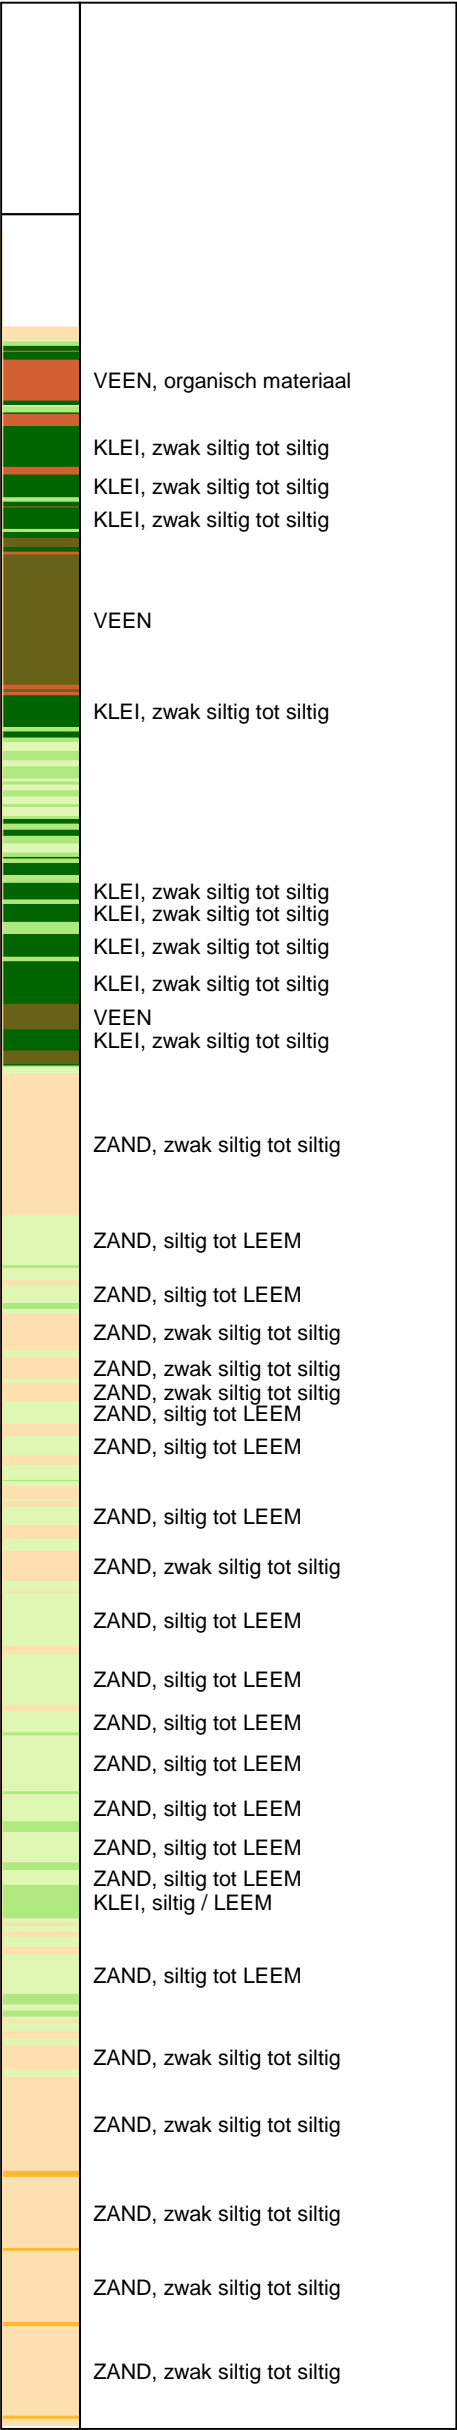 VEEN, organisch materiaal
KLEI, zwak siltig tot siltig
KLEI, zwak siltig tot siltig
KLEI, zwak siltig tot siltig
VEEN
KLEI, zwak siltig tot siltig
KLEI, zwak siltig tot siltig
KLEI, zwak siltig tot siltig
KLEI, zwak siltig tot siltig
KLEI, zwak siltig tot siltig
VEEN
KLEI, zwak siltig tot siltig
ZAND, zwak siltig tot siltig
ZAND, siltig tot LEEM
ZAND, siltig tot LEEM
ZAND, zwak siltig tot siltig
ZAND, zwak siltig tot siltig
ZAND, zwak siltig tot siltig
ZAND, siltig tot LEEM
ZAND, siltig tot LEEM
ZAND, siltig tot LEEM
ZAND, zwak siltig tot siltig
ZAND, siltig tot LEEM
ZAND, siltig tot LEEM
ZAND, siltig tot LEEM
ZAND, siltig tot LEEM
ZAND, siltig tot LEEM
ZAND, siltig tot LEEM
ZAND, siltig tot LEEM
KLEI, siltig / LEEM
ZAND, siltig tot LEEM
ZAND, zwak siltig tot siltig
ZAND, zwak siltig tot siltig
ZAND, zwak siltig tot siltig
ZAND, zwak siltig tot siltig
ZAND, zwak siltig tot siltig